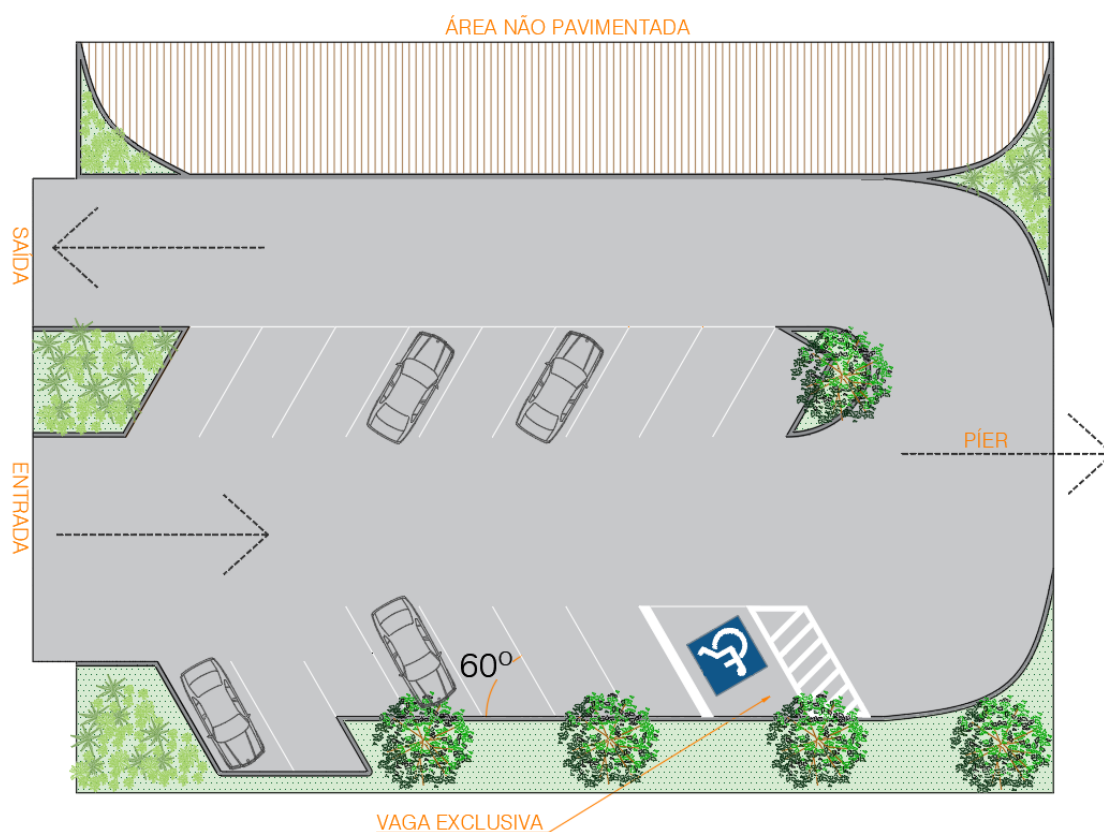 ÁREA NÃO PAVIMENTADA
SAÍDA
PÍER
ENTRADA
60º
VAGA EXCLUSIVA